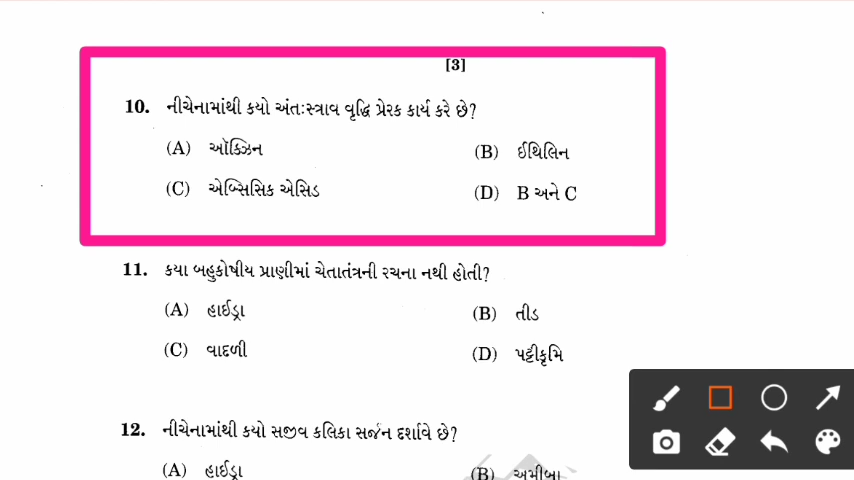 [3]
10. નીચેનામાંથી કયો અંતઃસ્ત્રાવ વૃદ્ધિ પ્રેરક કાર્ય કરે છે?
(A) ઑક્ઝિન (B) ઈથિલિન
(C) એબ્સિસિક એસિડ (D) B અને C
11. કયા બહુકોષીય પ્રાણીમાં ચેતાતંત્રની રચના નથી હોતી?
(A) હાઈડ્રા (B) તીડ
(C) વાદળી (D) પટ્ટીકૃમિ
12. નીચેનામાંથી કયો સજીવ કલિકા સર્જન દર્શાવે છે?
(A) હાઈડ્રા (B) અમીબા